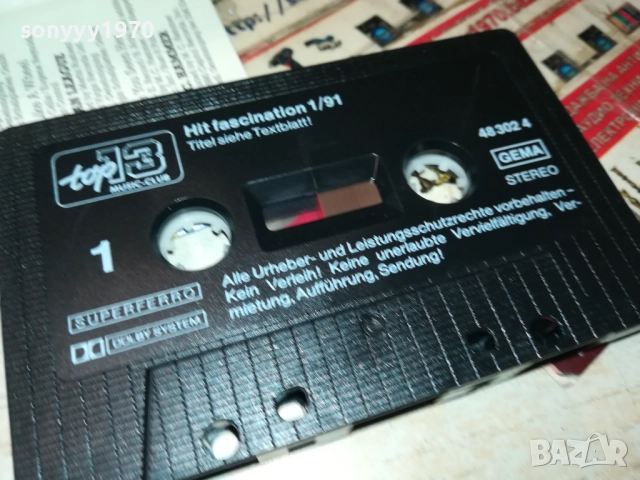 sonyyy1970
Hit fascination 1/91
Titel siehe Textblatt!
top 13
MUSIC-CLUB
48 302 4
GEMA
STEREO
1
SUPERFERRO
DOLBY SYSTEM
Alle Urheber- und Leistungsschutzrechte vorbehalten –
Kein Verleih! Keine unerlaubte Vervielfältigung, Ver-
mietung, Aufführung, Sendung!
sonyyy1970
BAZAR